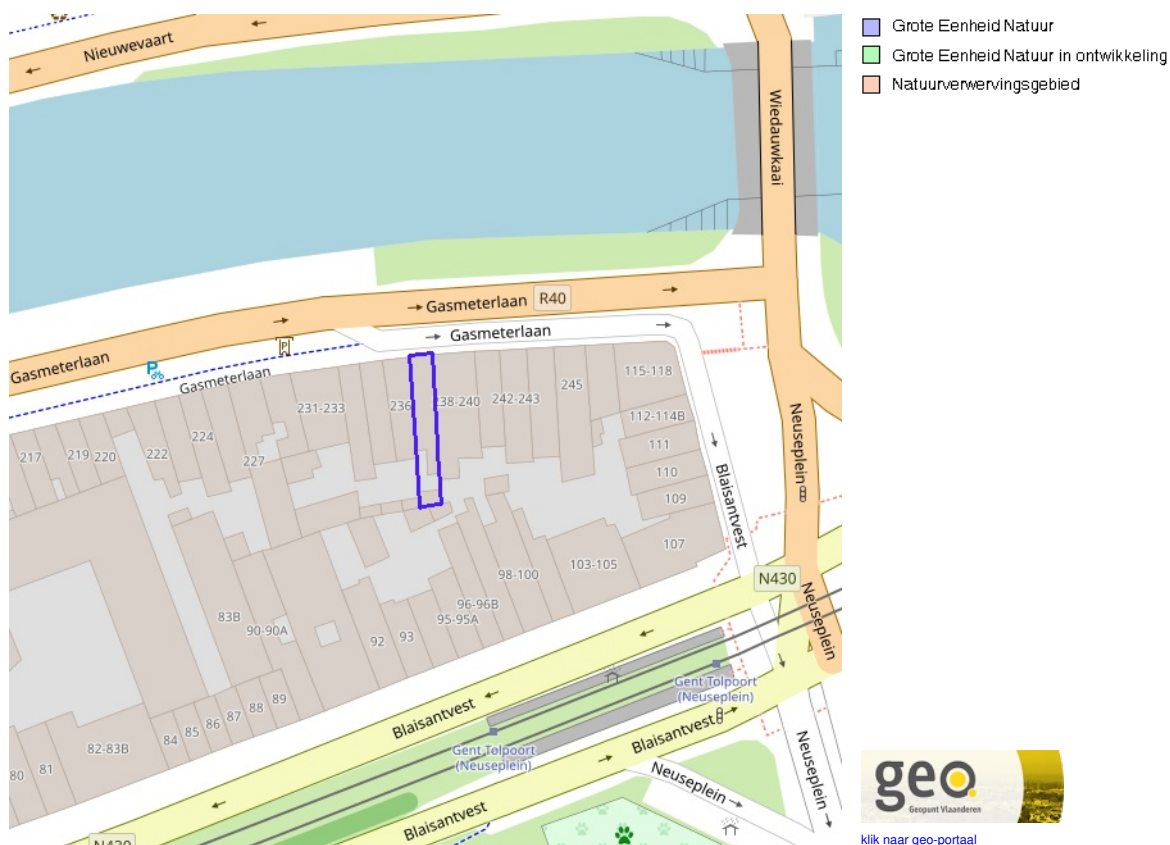 Nieuwevaart
Wiedauwkaai
Gasmeterlaan
R40
Gasmeterlaan
Gasmeterlaan
P
P
Gasmeterlaan
115-118
245
231-233
236
238-240
242-243
112-114B
224
111
217
219
220
222
227
110
109
Neuseplein
Blaisantvest
107
103-105
98-100
N430
96-96B
95-95A
83B
90-90A
92
93
Neuseplein
Gent Tolpoort
(Neuseplein)
89
88
87
86
85
84
82-83B
81
80
Blaisantvest
Blaisantvest
Gent Tolpoort
(Neuseplein)
Neuseplein
Neuseplein
Blaisantvest
N430
Grote Eenheid Natuur
Grote Eenheid Natuur in ontwikkeling
Natuurverwervingsgebied
geo
Geopunt Vlaanderen
klik naar geo-portaal